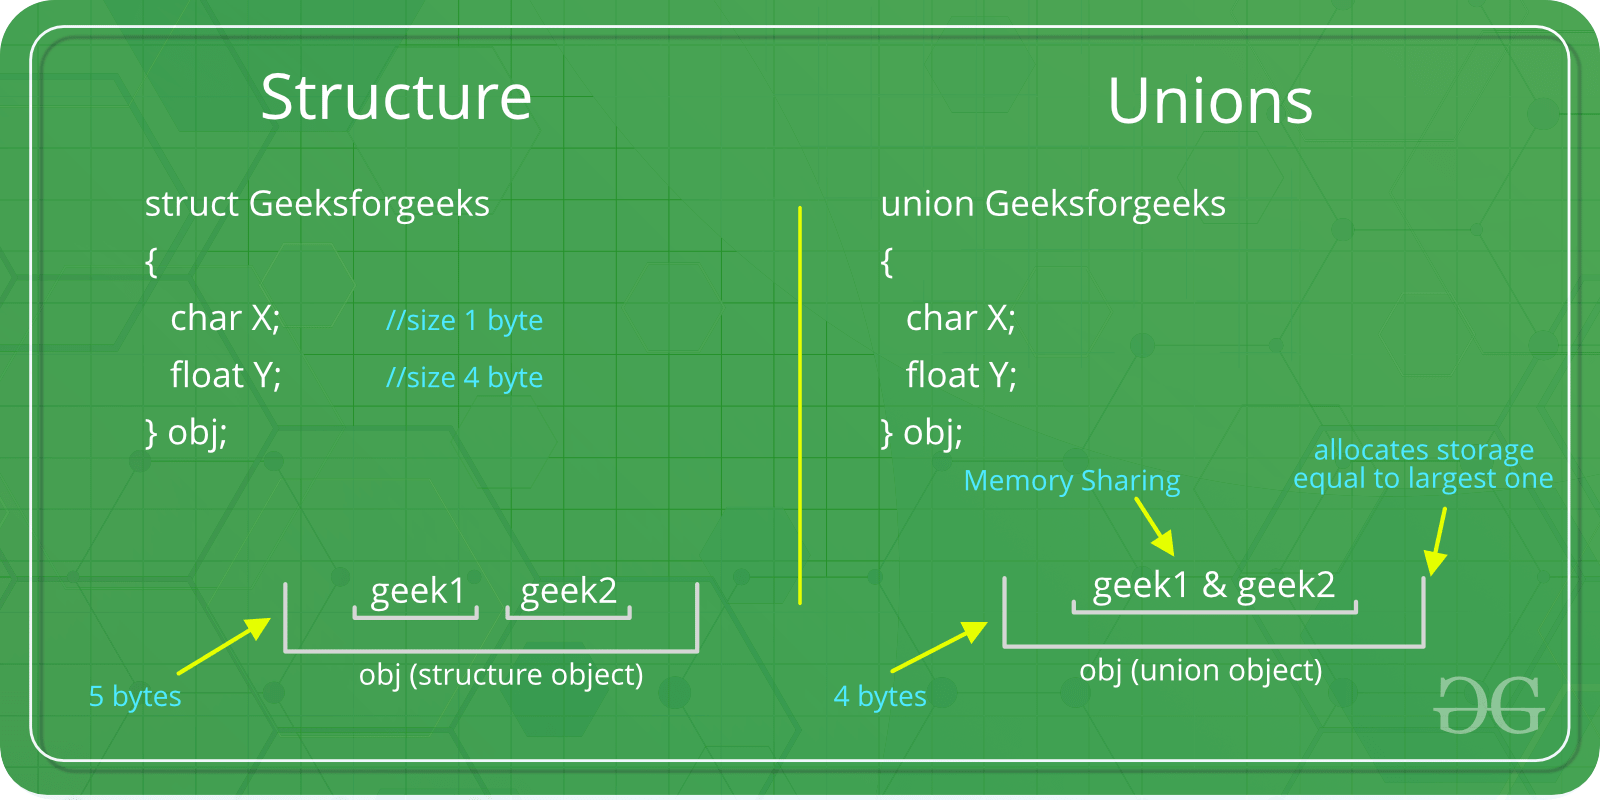 Structure
struct Geeksforgeeks
{
char X; //size 1 byte
float Y; //size 4 byte
} obj;
geek1 geek2
obj (structure object)
5 bytes
Unions
union Geeksforgeeks
{
char X;
float Y;
} obj;
Memory Sharing
allocates storage
equal to largest one
geek1 & geek2
obj (union object)
4 bytes